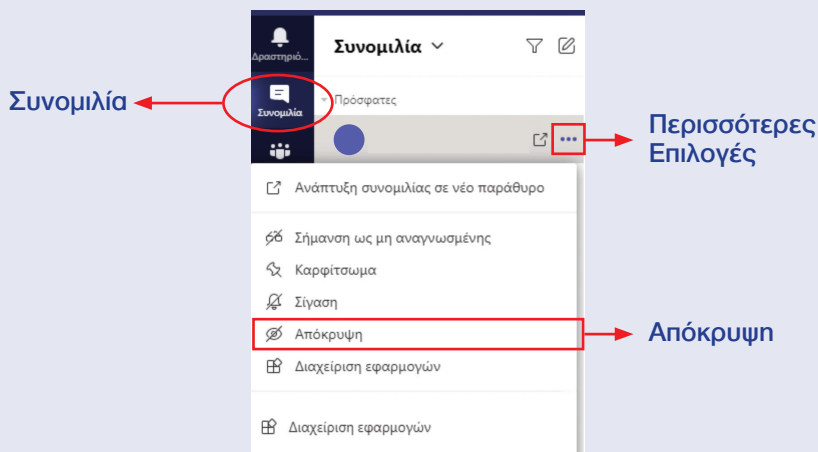 Δραστηριό...
Συνομιλία
Συνομιλία
Συνομιλία
Πρόσφατες
Περισσότερες
Επιλογές
Ανάπτυξη συνομιλίας σε νέο παράθυρο
Σήμανση ως μη αναγνωσμένης
Καρφίτσωμα
Σίγαση
Απόκρυψη
Απόκρυψη
Διαχείριση εφαρμογών
Διαχείριση εφαρμογών